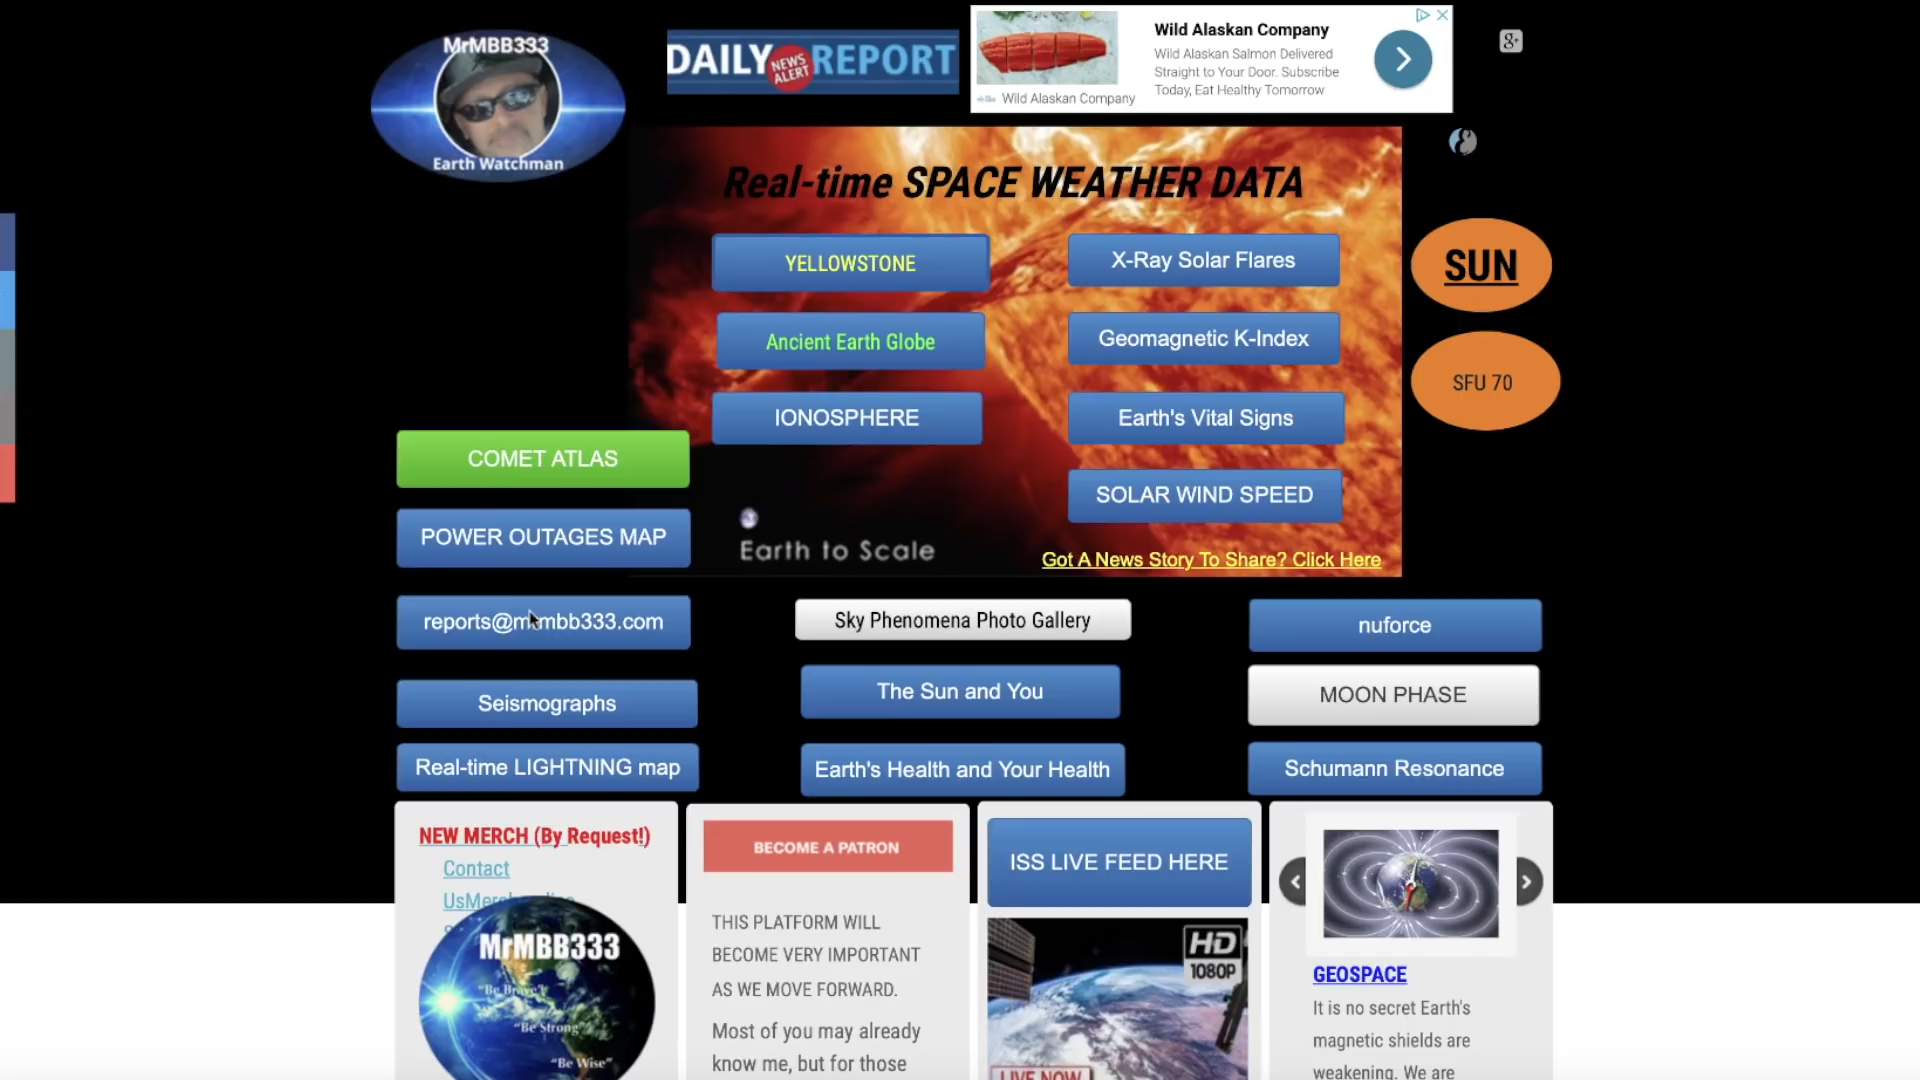 MrMBB333
Earth Watchman
DAILY NEWS ALERT REPORT
Wild Alaskan Company
Wild Alaskan Company
Wild Alaskan Salmon Delivered
Straight to Your Door. Subscribe
Today, Eat Healthy Tomorrow
g+
Real-time SPACE WEATHER DATA
YELLOWSTONE
X-Ray Solar Flares
SUN
Ancient Earth Globe
Geomagnetic K-Index
SFU 70
IONOSPHERE
Earth's Vital Signs
COMET ATLAS
SOLAR WIND SPEED
POWER OUTAGES MAP
Earth to Scale
Got A News Story To Share? Click Here
reports@mrmbb333.com
Sky Phenomena Photo Gallery
nuforce
Seismographs
The Sun and You
MOON PHASE
Real-time LIGHTNING map
Earth's Health and Your Health
Schumann Resonance
NEW MERCH (By Request!)
Contact
MrMBB333
"Be Brave"
"Be Strong"
"Be Wise"
BECOME A PATRON
THIS PLATFORM WILL
BECOME VERY IMPORTANT
AS WE MOVE FORWARD.
Most of you may already
know me, but for those
ISS LIVE FEED HERE
HD
1080P
LIVE NOW
GEOSPACE
It is no secret Earth's
magnetic shields are
weakening. We are